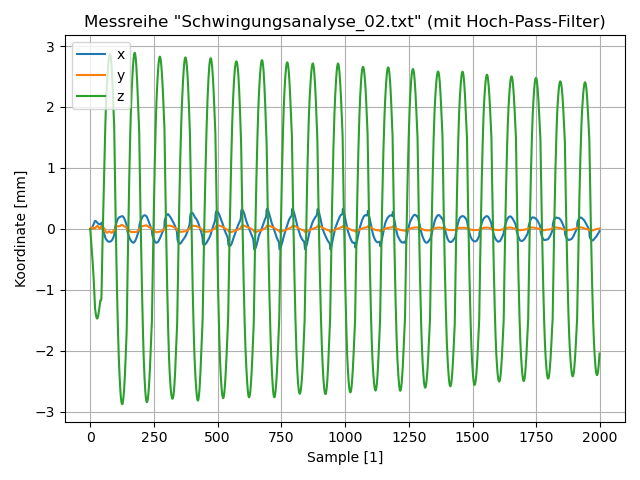 Messreihe "Schwingungsanalyse_02.txt" (mit Hoch-Pass-Filter)
x
y
z
Koordinate [mm]
3
2
1
0
−1
−2
−3
0 250 500 750 1000 1250 1500 1750 2000
Sample [1]